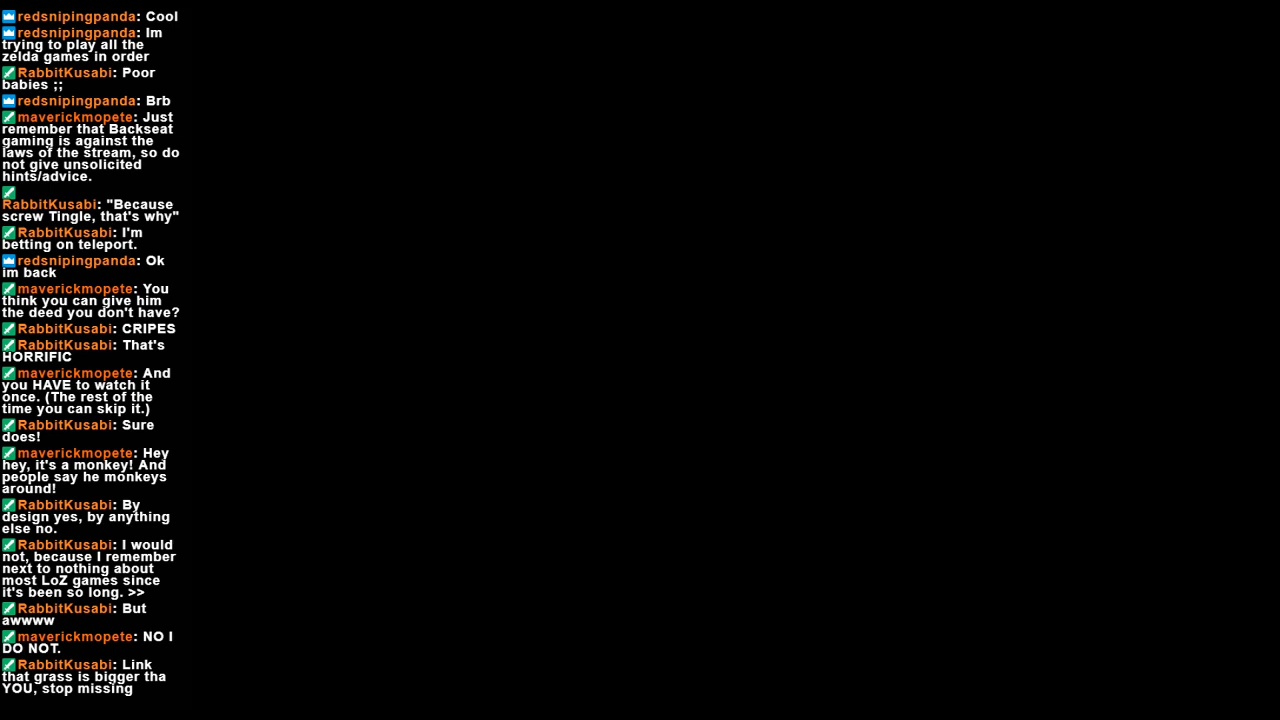 redsnipingpanda: Cool
redsnipingpanda: Im
trying to play all the
zelda games in order
RabbitKusabi: Poor
babies ;;
redsnipingpanda: Brb
maverickmopete: Just
remember that Backseat
gaming is against the
laws of the stream, so do
not give unsolicited
hints/advice.
RabbitKusabi: "Because
screw Tingle, that's why"
RabbitKusabi: I'm
betting on teleport.
redsnipingpanda: Ok
im back
maverickmopete: You
think you can give him
the deed you don't have?
RabbitKusabi: CRIPES
RabbitKusabi: That's
HORRIFIC
maverickmopete: And
you HAVE to watch it
once. (The rest of the
time you can skip it.)
RabbitKusabi: Sure
does!
maverickmopete: Hey
hey, it's a monkey! And
people say he monkeys
around!
RabbitKusabi: By
design yes, by anything
else no.
RabbitKusabi: I would
not, because I remember
next to nothing about
most LoZ games since
it's been so long. >>
RabbitKusabi: But
awwww
maverickmopete: NO I
DO NOT.
RabbitKusabi: Link
that grass is bigger tha
YOU, stop missing